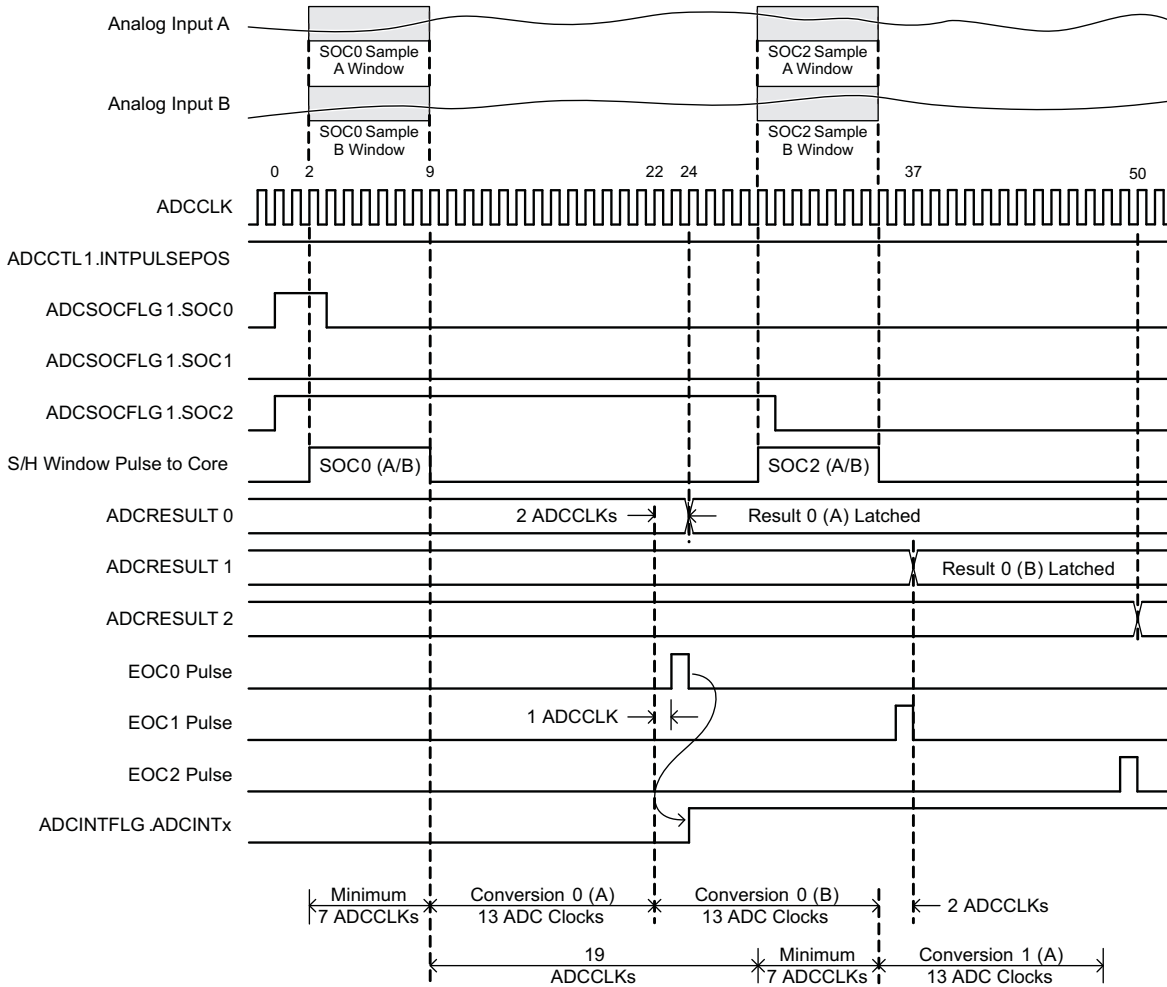 Analog Input A
SOC0 Sample
A Window
SOC2 Sample
A Window
Analog Input B
SOC0 Sample
B Window
SOC2 Sample
B Window
0 2 9 22 24 37 50
ADCCLK
ADCCTL1.INTPULSEPOS
ADCSOCFLG1.SOC0
ADCSOCFLG1.SOC1
ADCSOCFLG1.SOC2
S/H Window Pulse to Core SOC0 (A/B) SOC2 (A/B)
ADCRESULT 0 2 ADCCLKs Result 0 (A) Latched
ADCRESULT 1 Result 0 (B) Latched
ADCRESULT 2
EOC0 Pulse
EOC1 Pulse 1 ADCCLK
EOC2 Pulse
ADCINTFLG.ADCINTx
Minimum
7 ADCCLKs
Conversion 0 (A)
13 ADC Clocks
Conversion 0 (B)
13 ADC Clocks
2 ADCCLKs
19
ADCCLKs
Minimum
7 ADCCLKs
Conversion 1 (A)
13 ADC Clocks